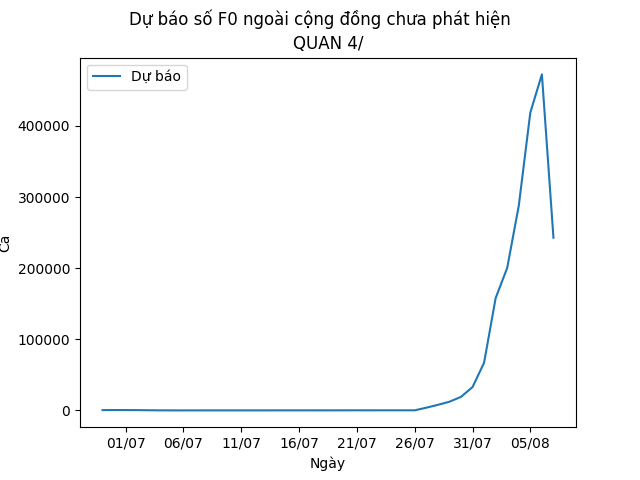 Dự báo số F0 ngoài cộng đồng chưa phát hiện
QUAN 4/
Dự báo
Ca
400000
300000
200000
100000
0
01/07 06/07 11/07 16/07 21/07 26/07 31/07 05/08
Ngày